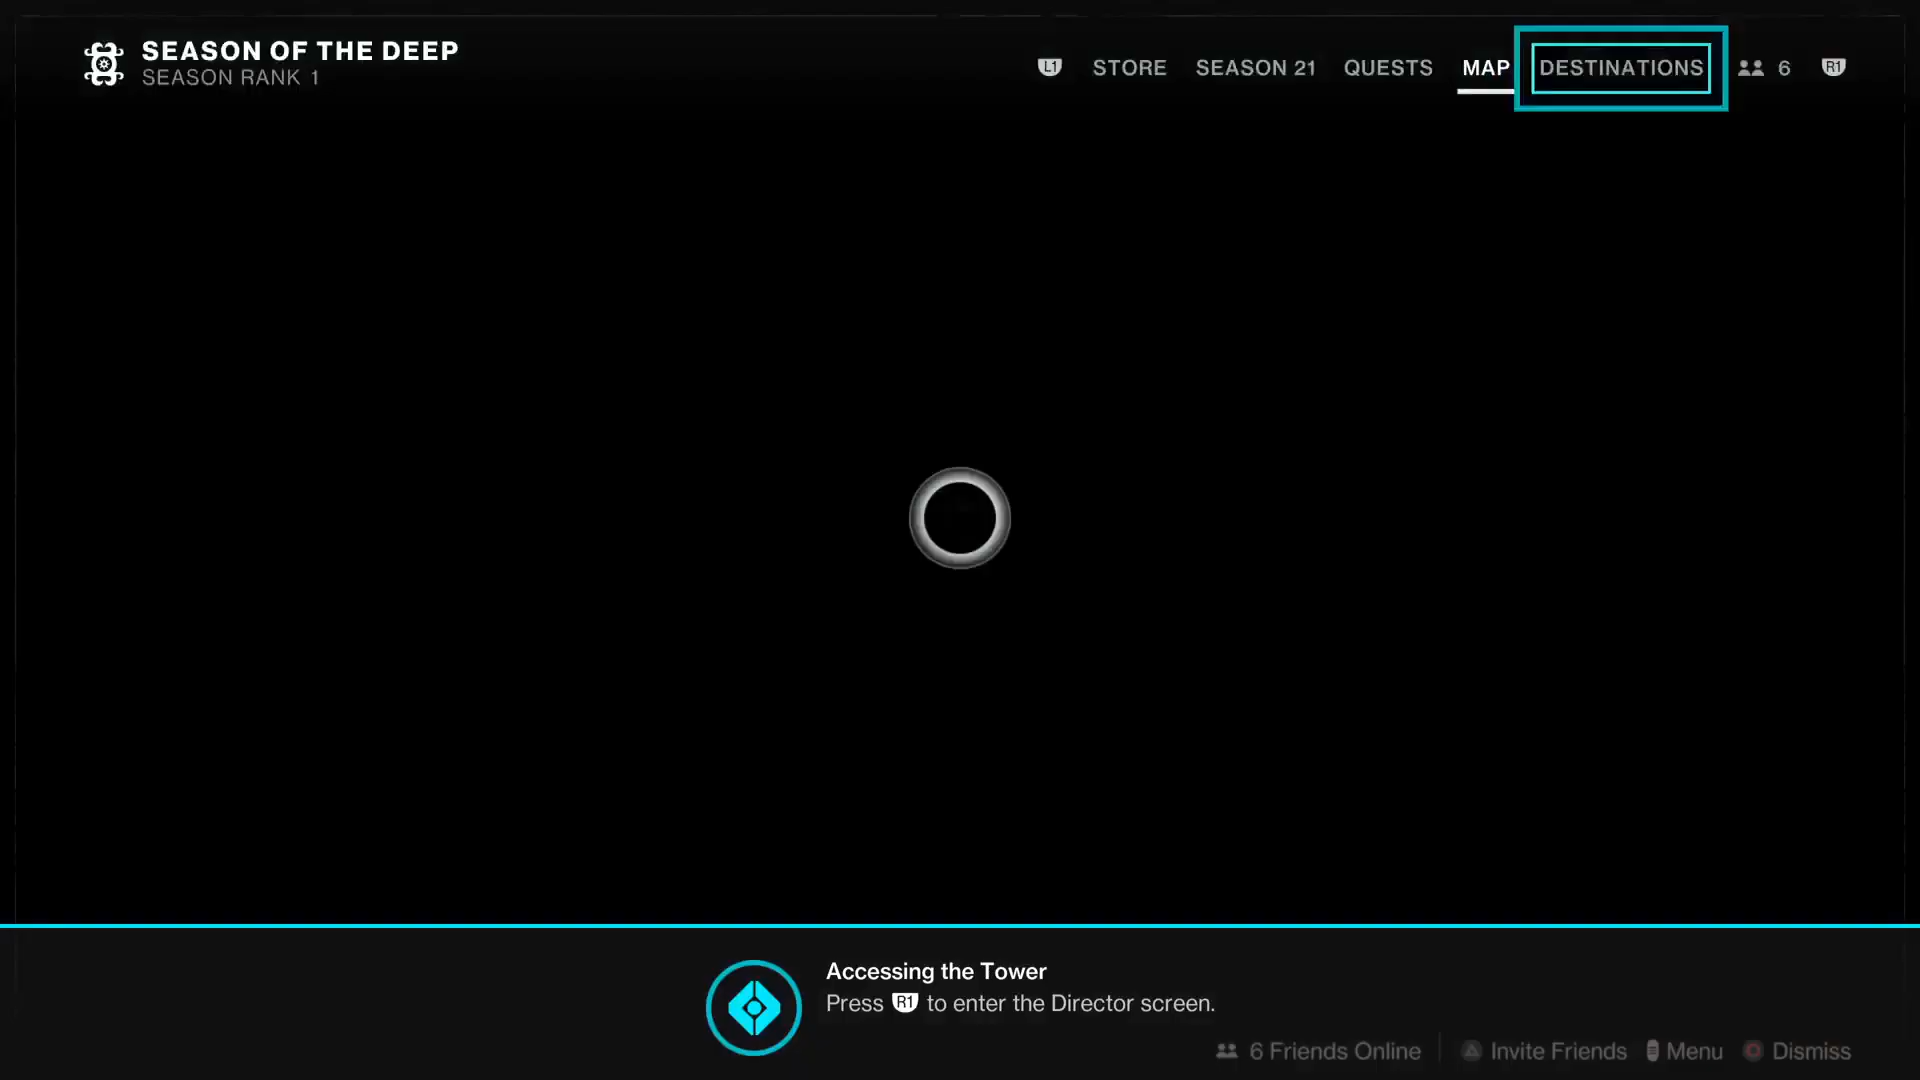 SEASON OF THE DEEP
SEASON RANK 1
L1 STORE SEASON 21 QUESTS MAP DESTINATIONS 6 R1
Accessing the Tower
Press R1 to enter the Director screen.
6 Friends Online Invite Friends Menu Dismiss